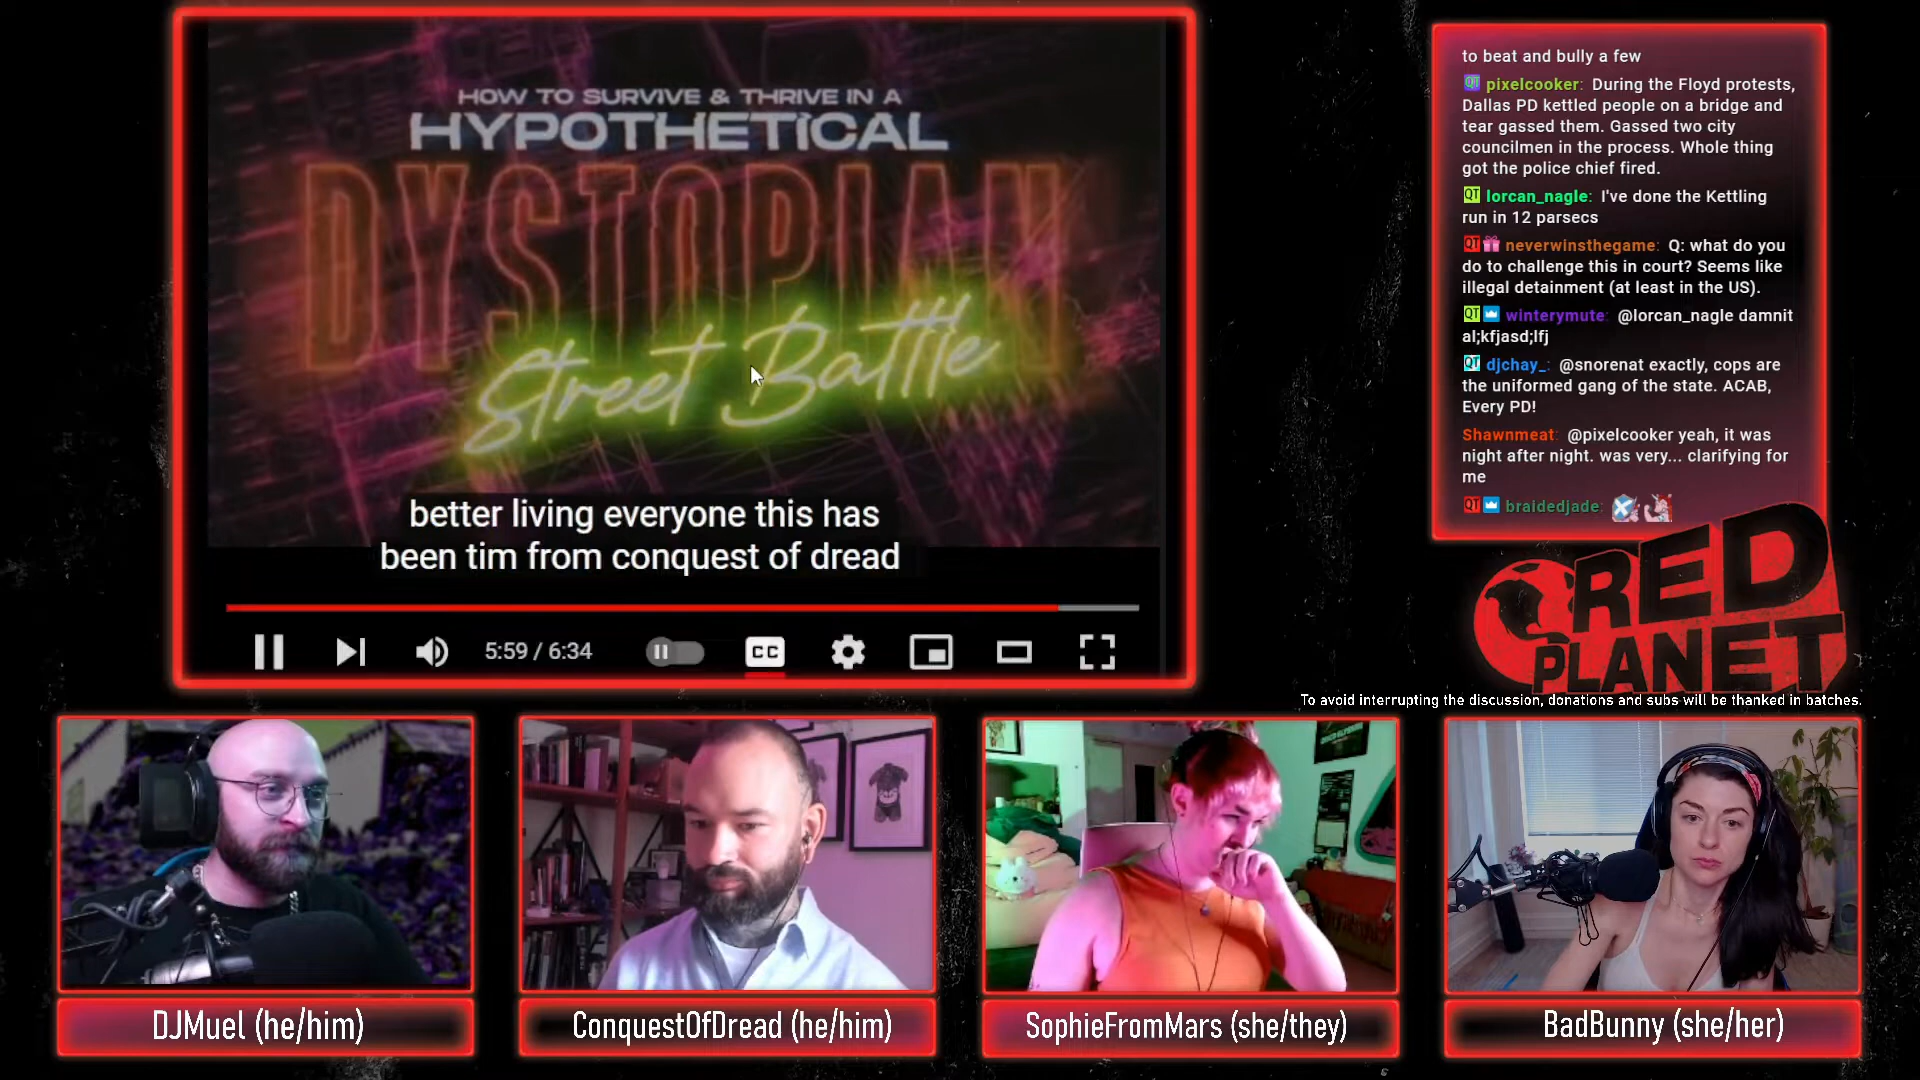 HOW TO SURVIVE & THRIVE IN A
HYPOTHETICAL
DYSTOPIAN
Street Battle
better living everyone this has
been tim from conquest of dread
5:59 / 6:34
CC
to beat and bully a few
QT pixelcooker: During the Floyd protests,
Dallas PD kettled people on a bridge and
tear gassed them. Gassed two city
councilmen in the process. Whole thing
got the police chief fired.
QT lorcan_nagle: I've done the Kettling
run in 12 parsecs
QT neverwinsthegame: Q: what do you
do to challenge this in court? Seems like
illegal detainment (at least in the US).
QT winterymute: @lorcan_nagle damnit
al;kfjasd;lfj
QT djchay_: @snorenat exactly, cops are
the uniformed gang of the state. ACAB,
Every PD!
Shawnmeat: @pixelcooker yeah, it was
night after night. was very... clarifying for
me
QT braidedjade:
RED
PLANET
To avoid interrupting the discussion, donations and subs will be thanked in batches.
DJMuel (he/him)
ConquestOfDread (he/him)
SophieFromMars (she/they)
BadBunny (she/her)